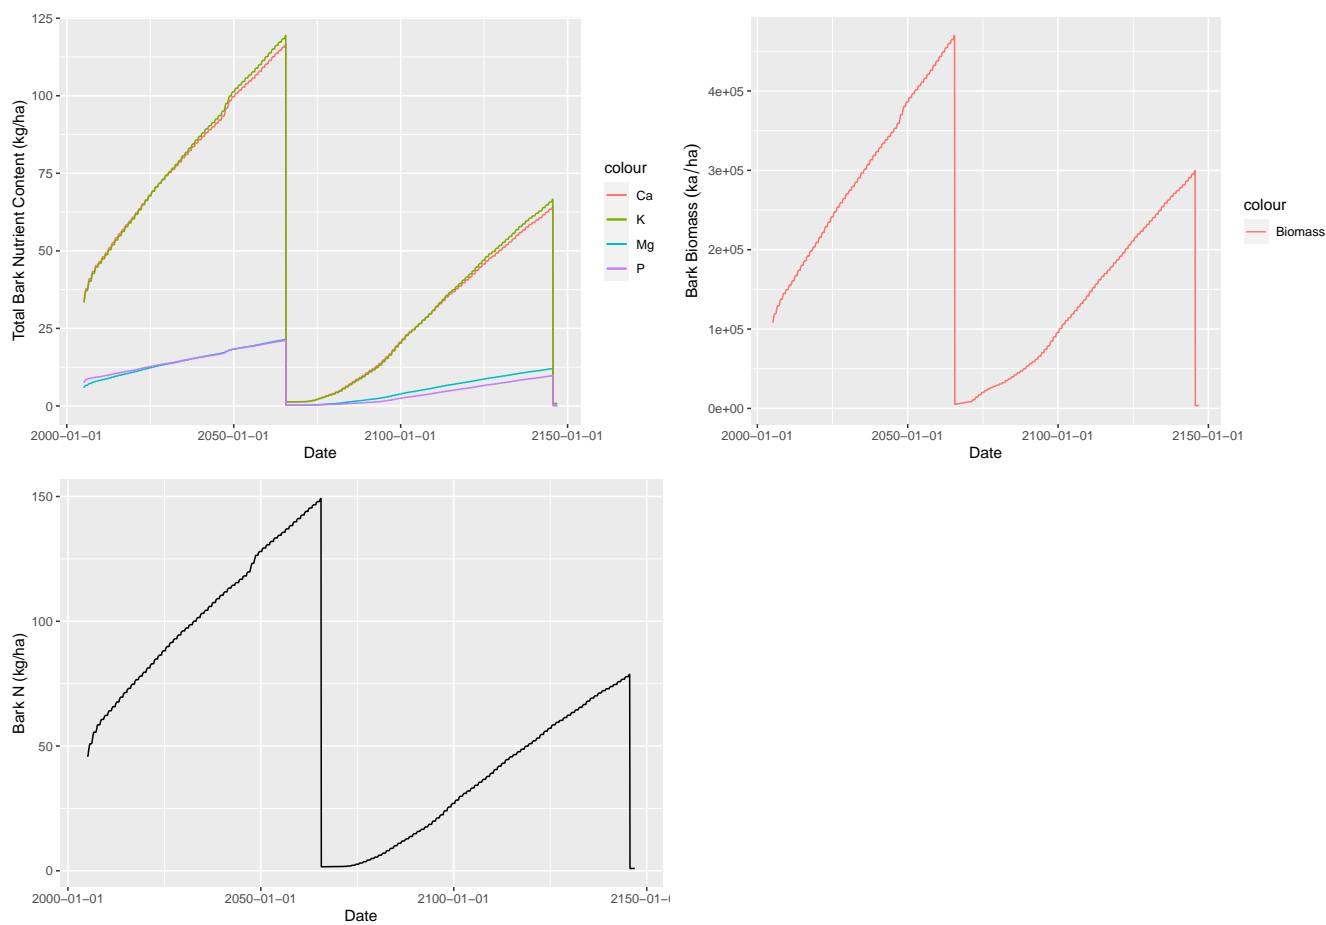 Total Bark Nutrient Content (kg/ha)
125
100
75
50
25
0
2000−01−01
2050−01−01
2100−01−01
2150−01−01
Date
colour
Ca
K
Mg
P
Bark Biomass (ka/ha)
4e+05
3e+05
2e+05
1e+05
0e+00
2000−01−01
2050−01−01
2100−01−01
2150−01−01
Date
colour
Biomass
Bark N (kg/ha)
150
100
50
0
2000−01−01
2050−01−01
2100−01−01
2150−01−
Date